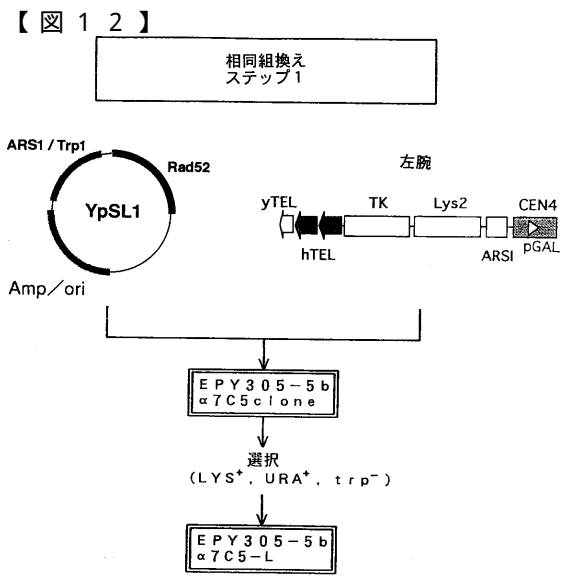 【図12】
相同組換え
ステップ1
ARS1 / Trp1
Rad52
YpSL1
Amp/ori
左腕
yTEL
hTEL
TK
Lys2
ARSI
CEN4
pGAL
EPY305-5b
α7C5clone
選択
(LYS⁺, URA⁺, trp⁻)
EPY305-5b
α7C5-L